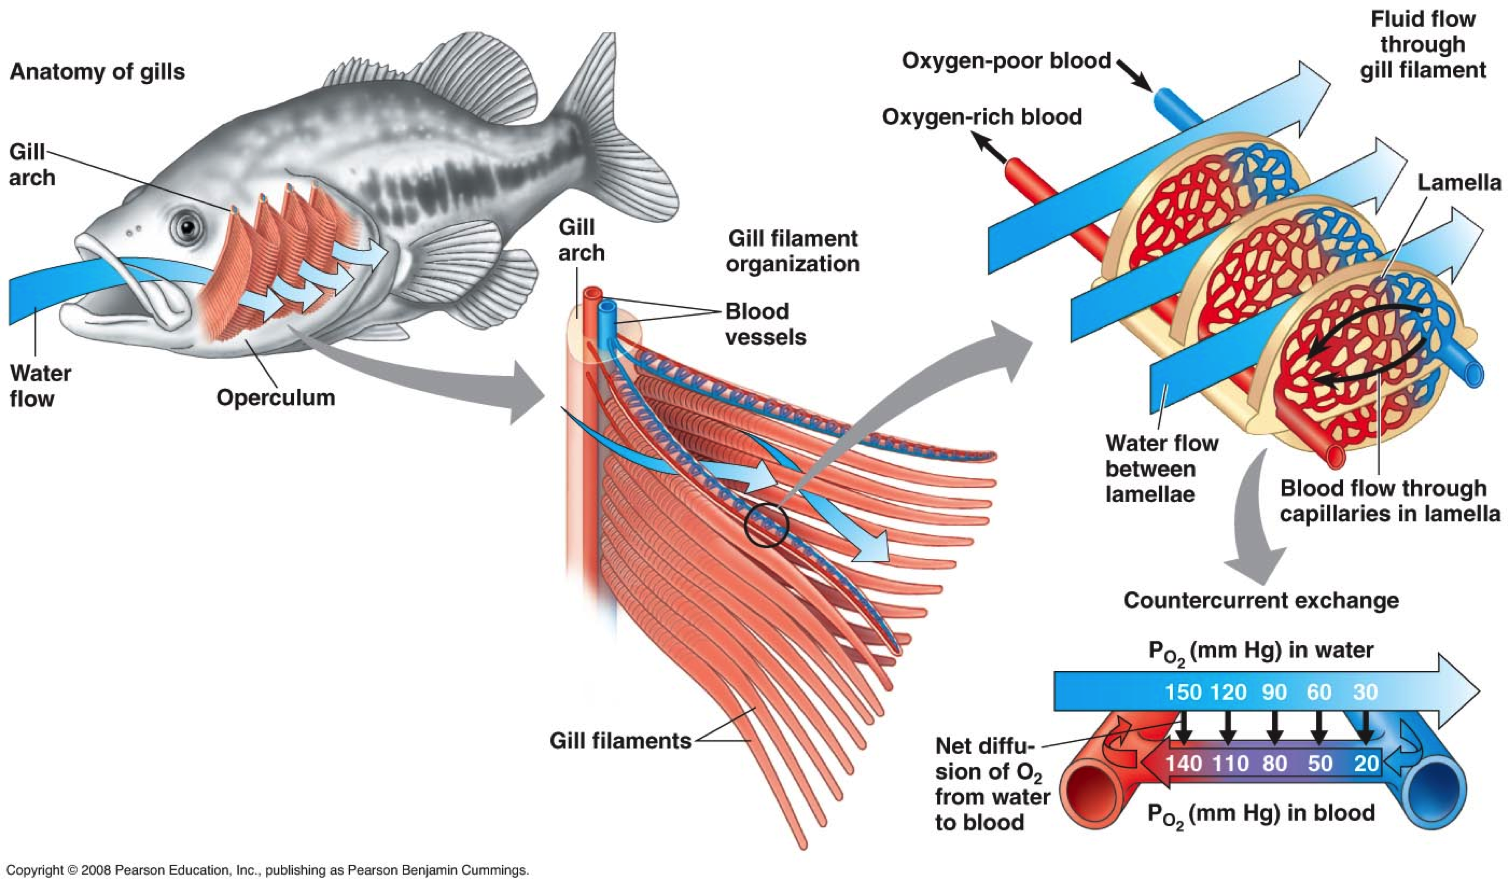 Anatomy of gills
Gill
arch
Water
flow
Operculum
Gill
arch
Gill filament
organization
Blood
vessels
Gill filaments
Fluid flow
through
gill filament
Oxygen-poor blood
Oxygen-rich blood
Lamella
Water flow
between
lamellae
Blood flow through
capillaries in lamella
Countercurrent exchange
PO2 (mm Hg) in water
150 120 90 60 30
Net diffu-
sion of O2
from water
to blood
140 110 80 50 20
PO2 (mm Hg) in blood
Copyright © 2008 Pearson Education, Inc., publishing as Pearson Benjamin Cummings.